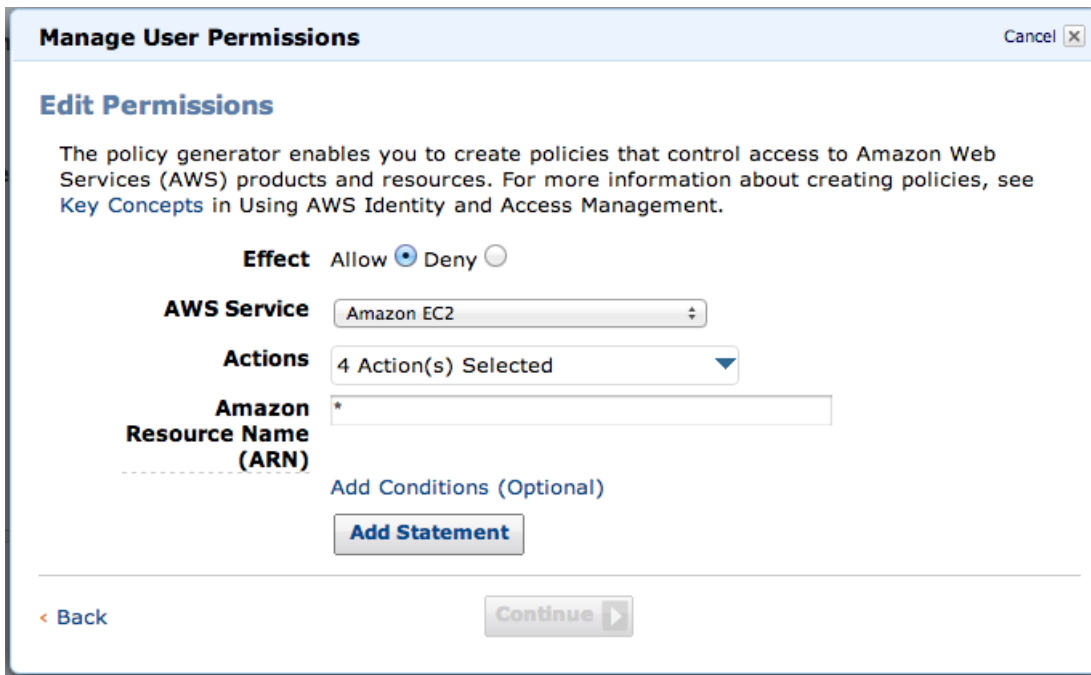 Manage User Permissions
Cancel
Edit Permissions
The policy generator enables you to create policies that control access to Amazon Web
Services (AWS) products and resources. For more information about creating policies, see
Key Concepts in Using AWS Identity and Access Management.
Effect Allow Deny
AWS Service Amazon EC2
Actions 4 Action(s) Selected
Amazon *
Resource Name
(ARN)
Add Conditions (Optional)
Add Statement
< Back Continue